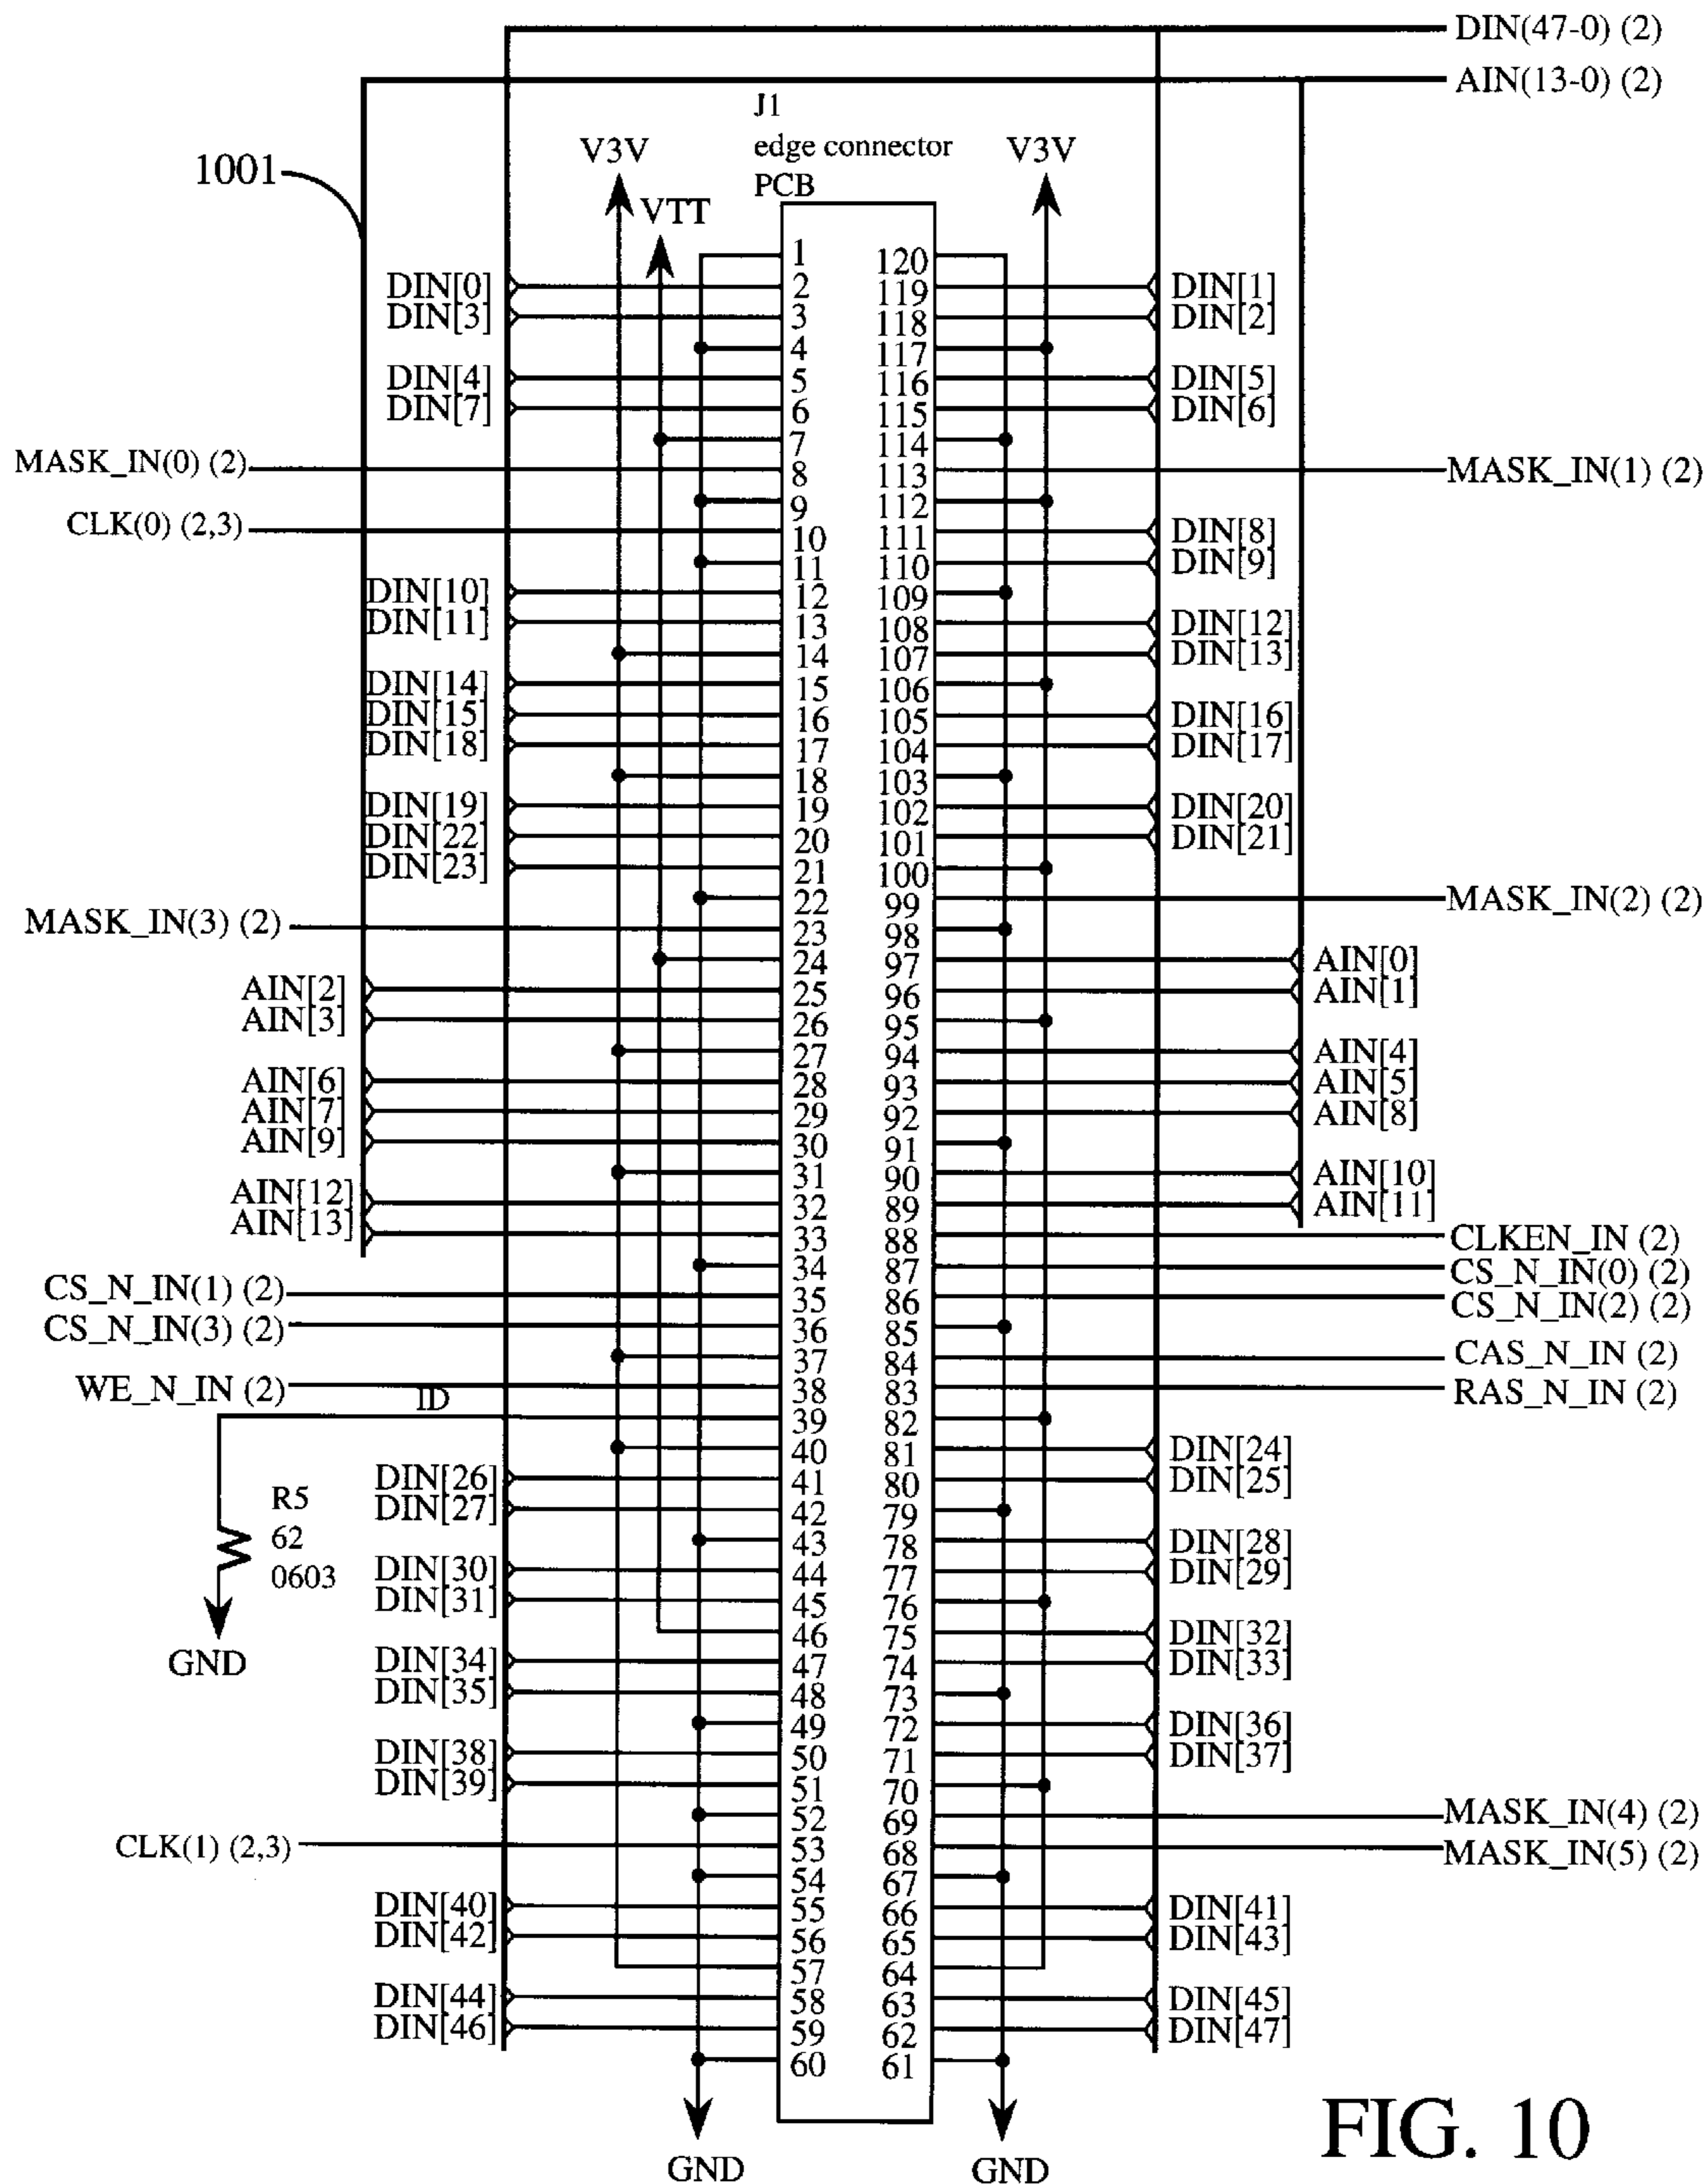 DIN(47-0) (2)
AIN(13-0) (2)
J1
edge connector
PCB
1001
V3V
V3V
VTT
1 120
DIN[0] 2 119 DIN[1]
DIN[3] 3 118 DIN[2]
4 117
DIN[4] 5 116 DIN[5]
DIN[7] 6 115 DIN[6]
7 114
MASK_IN(0) (2) 8 113 MASK_IN(1) (2)
9 112
CLK(0) (2,3) 10 111 DIN[8]
11 110 DIN[9]
DIN[10] 12 109
DIN[11] 13 108 DIN[12]
14 107 DIN[13]
DIN[14] 15 106
DIN[15] 16 105 DIN[16]
DIN[18] 17 104 DIN[17]
18 103
DIN[19] 19 102 DIN[20]
DIN[22] 20 101 DIN[21]
DIN[23] 21 100
22 99 MASK_IN(2) (2)
MASK_IN(3) (2) 23 98
24 97 AIN[0]
AIN[2] 25 96 AIN[1]
AIN[3] 26 95
27 94 AIN[4]
AIN[6] 28 93 AIN[5]
AIN[7] 29 92 AIN[8]
AIN[9] 30 91
31 90 AIN[10]
AIN[12] 32 89 AIN[11]
AIN[13] 33 88 CLKEN_IN (2)
34 87 CS_N_IN(0) (2)
CS_N_IN(1) (2) 35 86 CS_N_IN(2) (2)
CS_N_IN(3) (2) 36 85
37 84 CAS_N_IN (2)
WE_N_IN (2) 38 83 RAS_N_IN (2)
ID 39 82
40 81 DIN[24]
DIN[26] 41 80 DIN[25]
DIN[27] 42 79
43 78 DIN[28]
DIN[30] 44 77 DIN[29]
DIN[31] 45 76
46 75 DIN[32]
DIN[34] 47 74 DIN[33]
DIN[35] 48 73
49 72 DIN[36]
DIN[38] 50 71 DIN[37]
DIN[39] 51 70
52 69 MASK_IN(4) (2)
CLK(1) (2,3) 53 68 MASK_IN(5) (2)
54 67
DIN[40] 55 66 DIN[41]
DIN[42] 56 65 DIN[43]
57 64
DIN[44] 58 63 DIN[45]
DIN[46] 59 62 DIN[47]
60 61
R5
62
0603
GND
GND
GND
FIG. 10